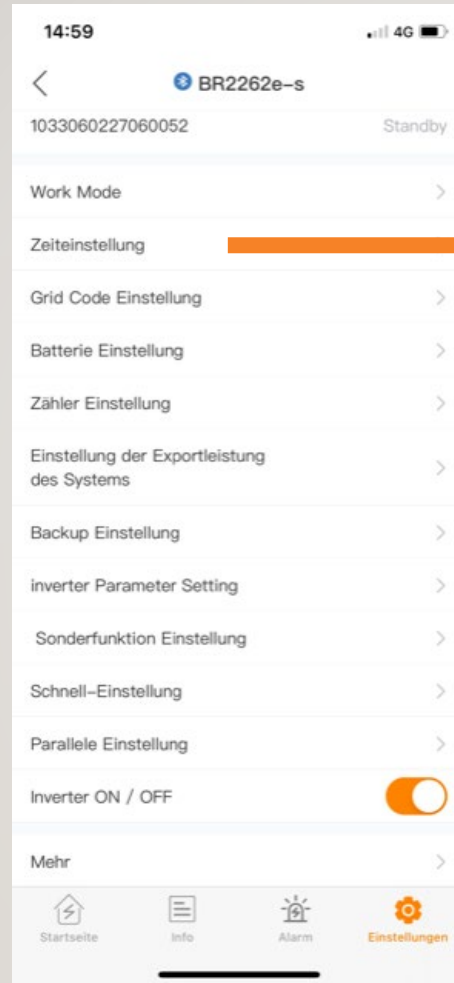 14:59
4G
BR2262e-s
1033060227060052 Standby
Work Mode
Zeiteinstellung
Grid Code Einstellung
Batterie Einstellung
Zähler Einstellung
Einstellung der Exportleistung
des Systems
Backup Einstellung
inverter Parameter Setting
Sonderfunktion Einstellung
Schnell-Einstellung
Parallele Einstellung
Inverter ON / OFF
Mehr
Startseite Info Alarm Einstellungen